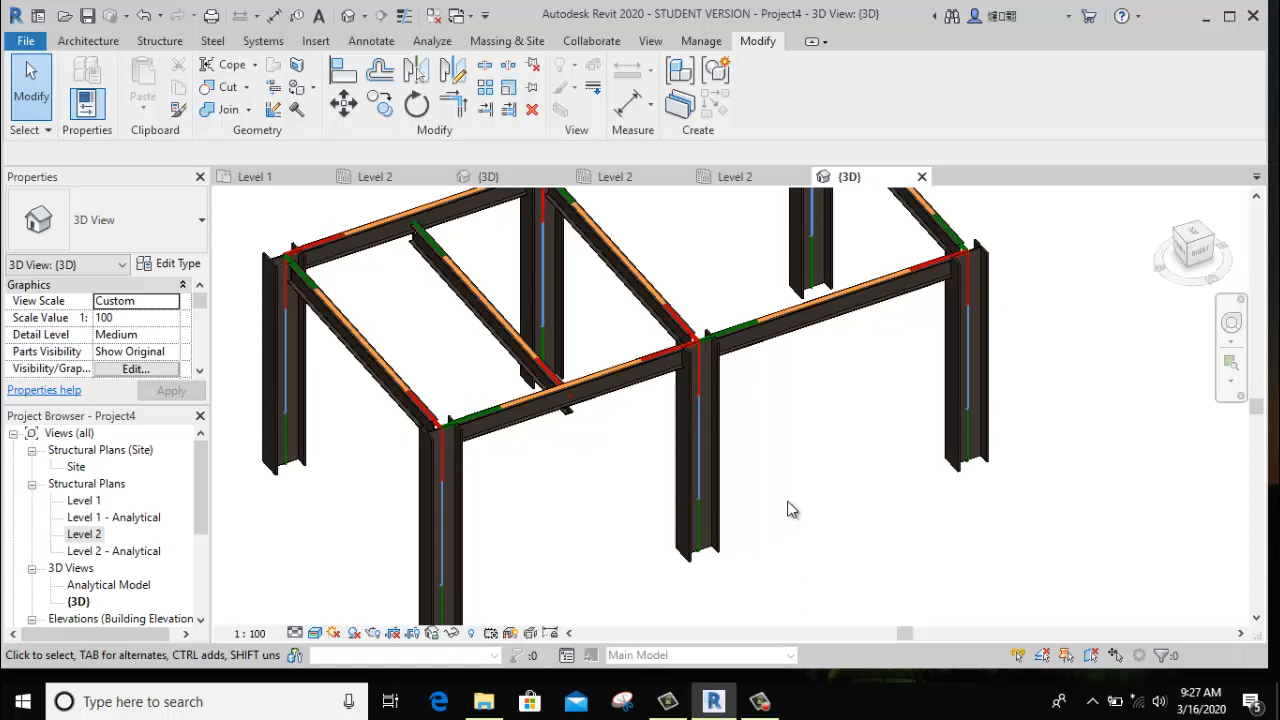 Autodesk Revit 2020 - STUDENT VERSION - Project4 - 3D View: {3D}
File Architecture Structure Steel Systems Insert Annotate Analyze Massing & Site Collaborate View Manage Modify
Modify Paste Cope Cut Join
Select Properties Clipboard Geometry Modify View Measure Create
Properties
Level 1 Level 2 {3D} Level 2 Level 2 {3D}
3D View
3D View: {3D} Edit Type
Graphics
View Scale Custom
Scale Value 1: 100
Detail Level Medium
Parts Visibility Show Original
Visibility/Grap... Edit...
Properties help Apply
Project Browser - Project4
Views (all)
Structural Plans (Site)
Site
Structural Plans
Level 1
Level 1 - Analytical
Level 2
Level 2 - Analytical
3D Views
Analytical Model
{3D}
Elevations (Building Elevation
RIGHT
1 : 100
Click to select, TAB for alternates, CTRL adds, SHIFT uns :0 Main Model :0
Type here to search
9:27 AM
3/16/2020
5